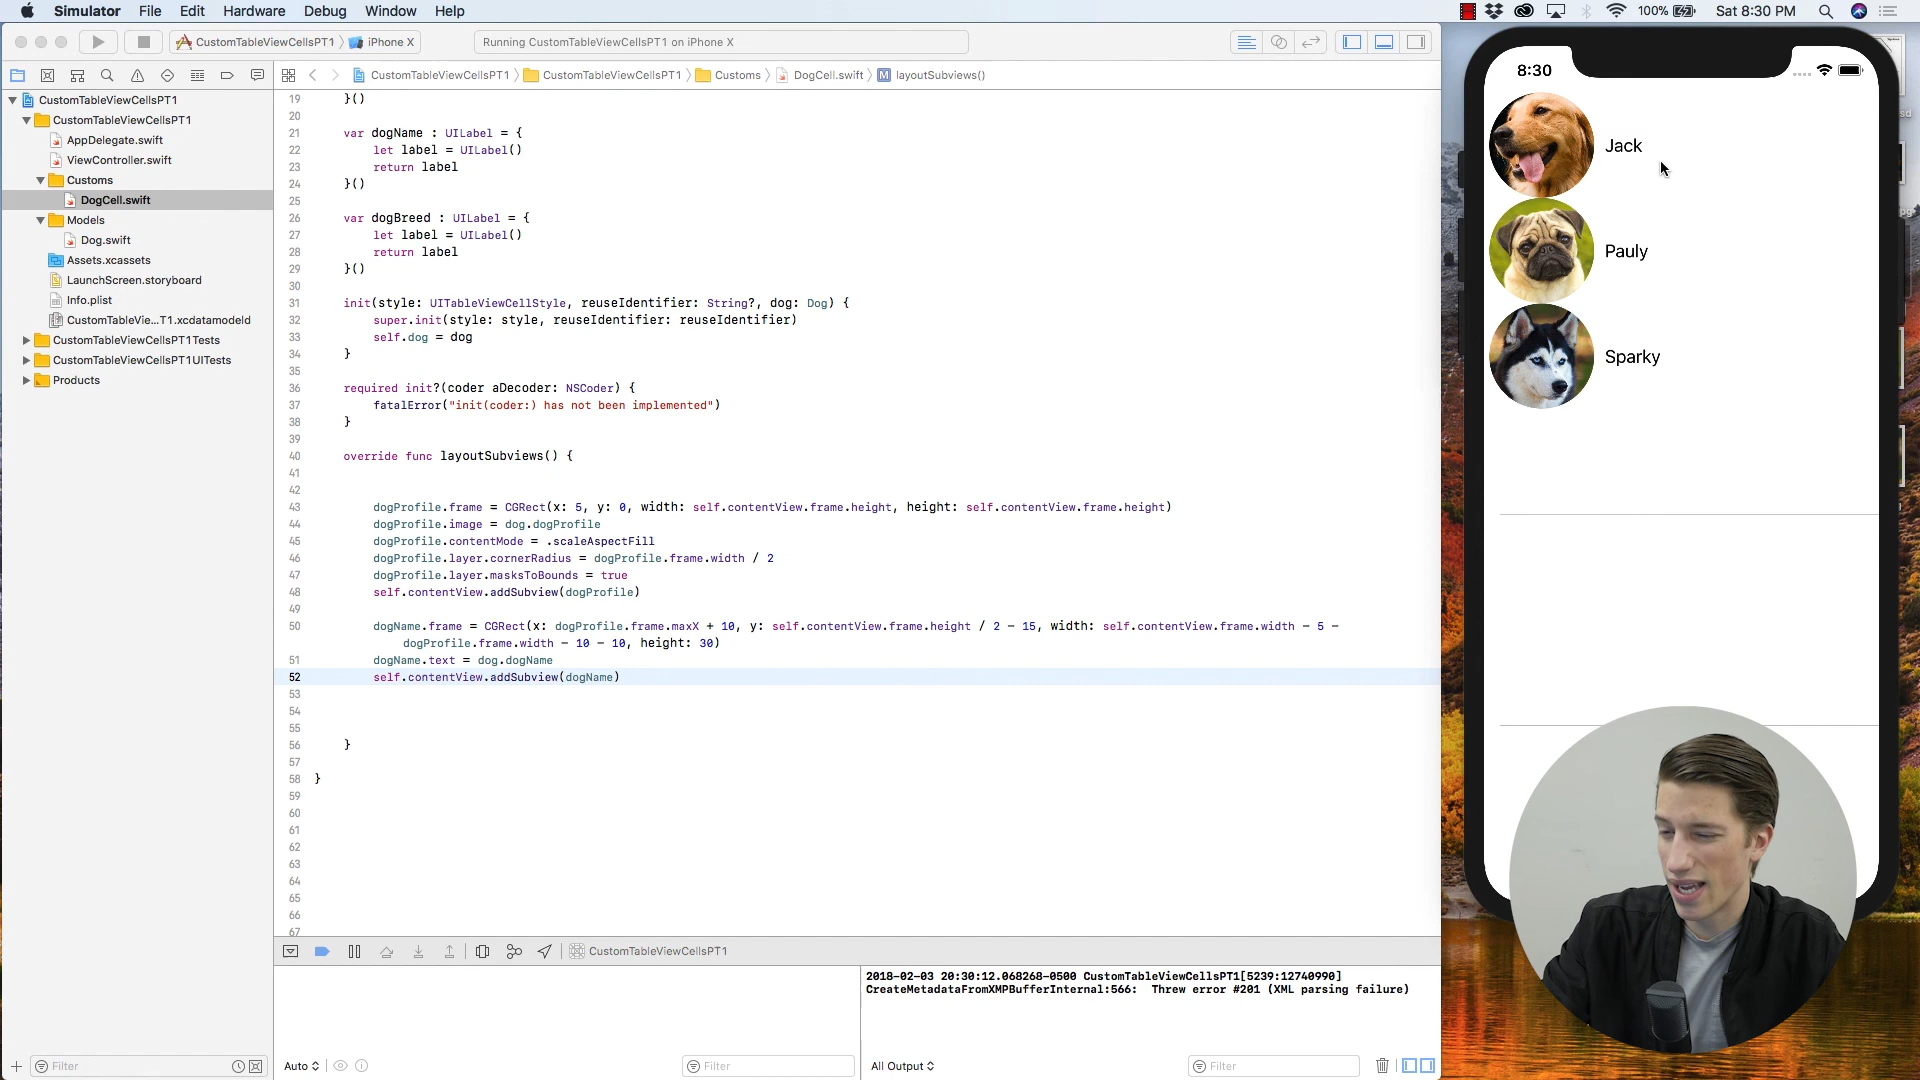 Simulator File Edit Hardware Debug Window Help 100% Sat 8:30 PM
CustomTableViewCellsPT1 iPhone X Running CustomTableViewCellsPT1 on iPhone X
CustomTableViewCellsPT1 CustomTableViewCellsPT1 Customs DogCell.swift M layoutSubviews()
CustomTableViewCellsPT1
CustomTableViewCellsPT1
AppDelegate.swift
ViewController.swift
Customs
DogCell.swift
Models
Dog.swift
Assets.xcassets
LaunchScreen.storyboard
Info.plist
CustomTableVie...T1.xcdatamodeld
CustomTableViewCellsPT1Tests
CustomTableViewCellsPT1UITests
Products
Filter
19 }()
20
21 var dogName : UILabel = {
22 let label = UILabel()
23 return label
24 }()
25
26 var dogBreed : UILabel = {
27 let label = UILabel()
28 return label
29 }()
30
31 init(style: UITableViewCellStyle, reuseIdentifier: String?, dog: Dog) {
32 super.init(style: style, reuseIdentifier: reuseIdentifier)
33 self.dog = dog
34 }
35
36 required init?(coder aDecoder: NSCoder) {
37 fatalError("init(coder:) has not been implemented")
38 }
39
40 override func layoutSubviews() {
41
42
43 dogProfile.frame = CGRect(x: 5, y: 0, width: self.contentView.frame.height, height: self.contentView.frame.height)
44 dogProfile.image = dog.dogProfile
45 dogProfile.contentMode = .scaleAspectFill
46 dogProfile.layer.cornerRadius = dogProfile.frame.width / 2
47 dogProfile.layer.masksToBounds = true
48 self.contentView.addSubview(dogProfile)
49
50 dogName.frame = CGRect(x: dogProfile.frame.maxX + 10, y: self.contentView.frame.height / 2 - 15, width: self.contentView.frame.width - 5 -
dogProfile.frame.width - 10 - 10, height: 30)
51 dogName.text = dog.dogName
52 self.contentView.addSubview(dogName)
53
54
55
56 }
57
58 }
59
60
61
62
63
64
65
66
67
CustomTableViewCellsPT1
2018-02-03 20:30:12.068268-0500 CustomTableViewCellsPT1[5239:12740990]
CreateMetadataFromXMPBufferInternal:566: Threw error #201 (XML parsing failure)
Auto Filter All Output Filter
8:30
Jack
Pauly
Sparky